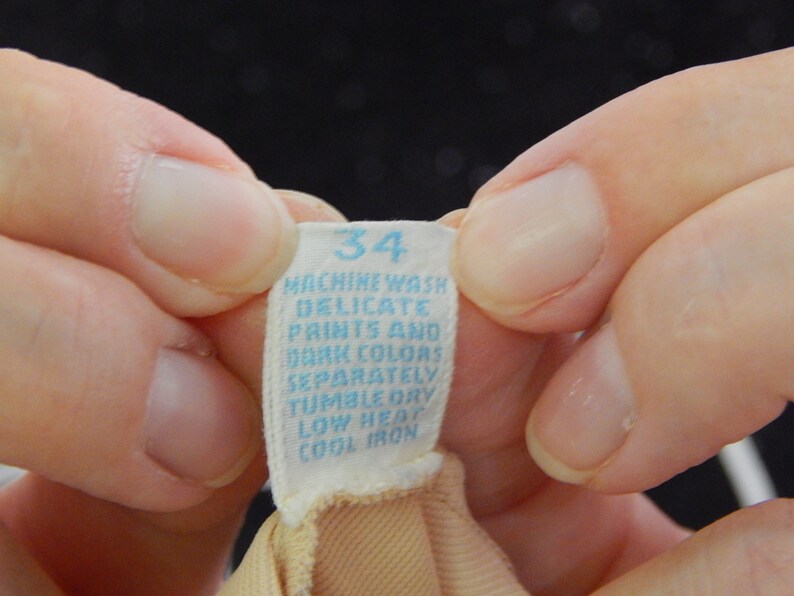 34
MACHINE WASH
DELICATE
PRINTS AND
DARK COLORS
SEPARATELY
TUMBLE DRY
LOW HEAT
COOL IRON